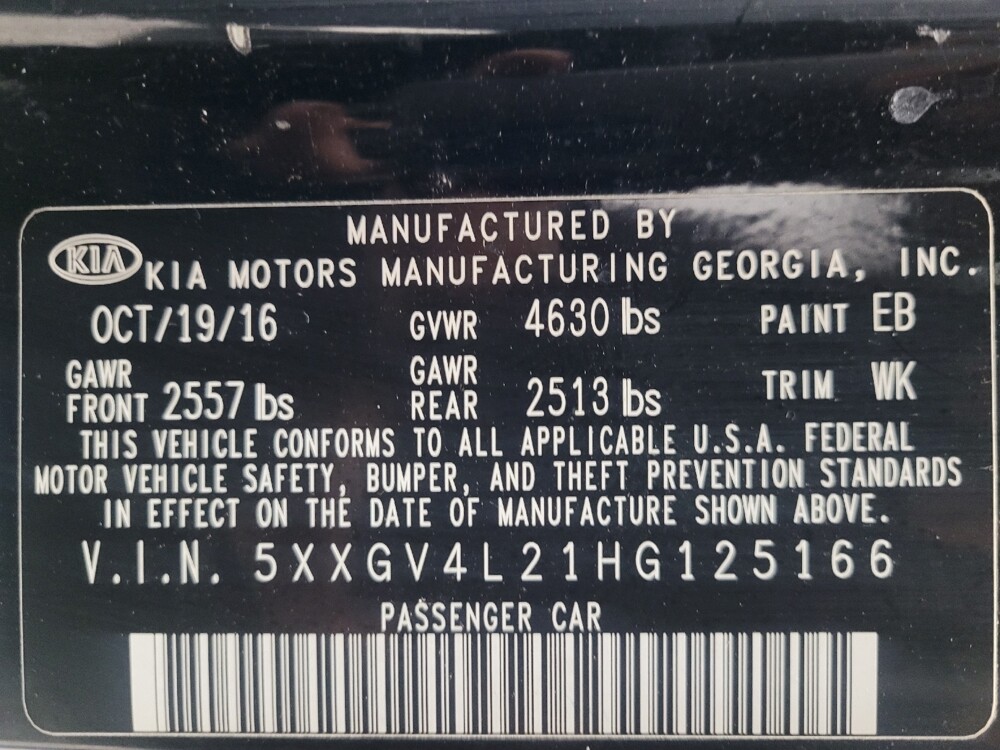 MANUFACTURED BY
KIA KIA MOTORS MANUFACTURING GEORGIA, INC.
OCT/19/16 GVWR 4630 lbs PAINT EB
GAWR FRONT 2557 lbs GAWR REAR 2513 lbs TRIM WK
THIS VEHICLE CONFORMS TO ALL APPLICABLE U.S.A. FEDERAL
MOTOR VEHICLE SAFETY, BUMPER, AND THEFT PREVENTION STANDARDS
IN EFFECT ON THE DATE OF MANUFACTURE SHOWN ABOVE.
V.I.N. 5XXGV4L21HG125166
PASSENGER CAR